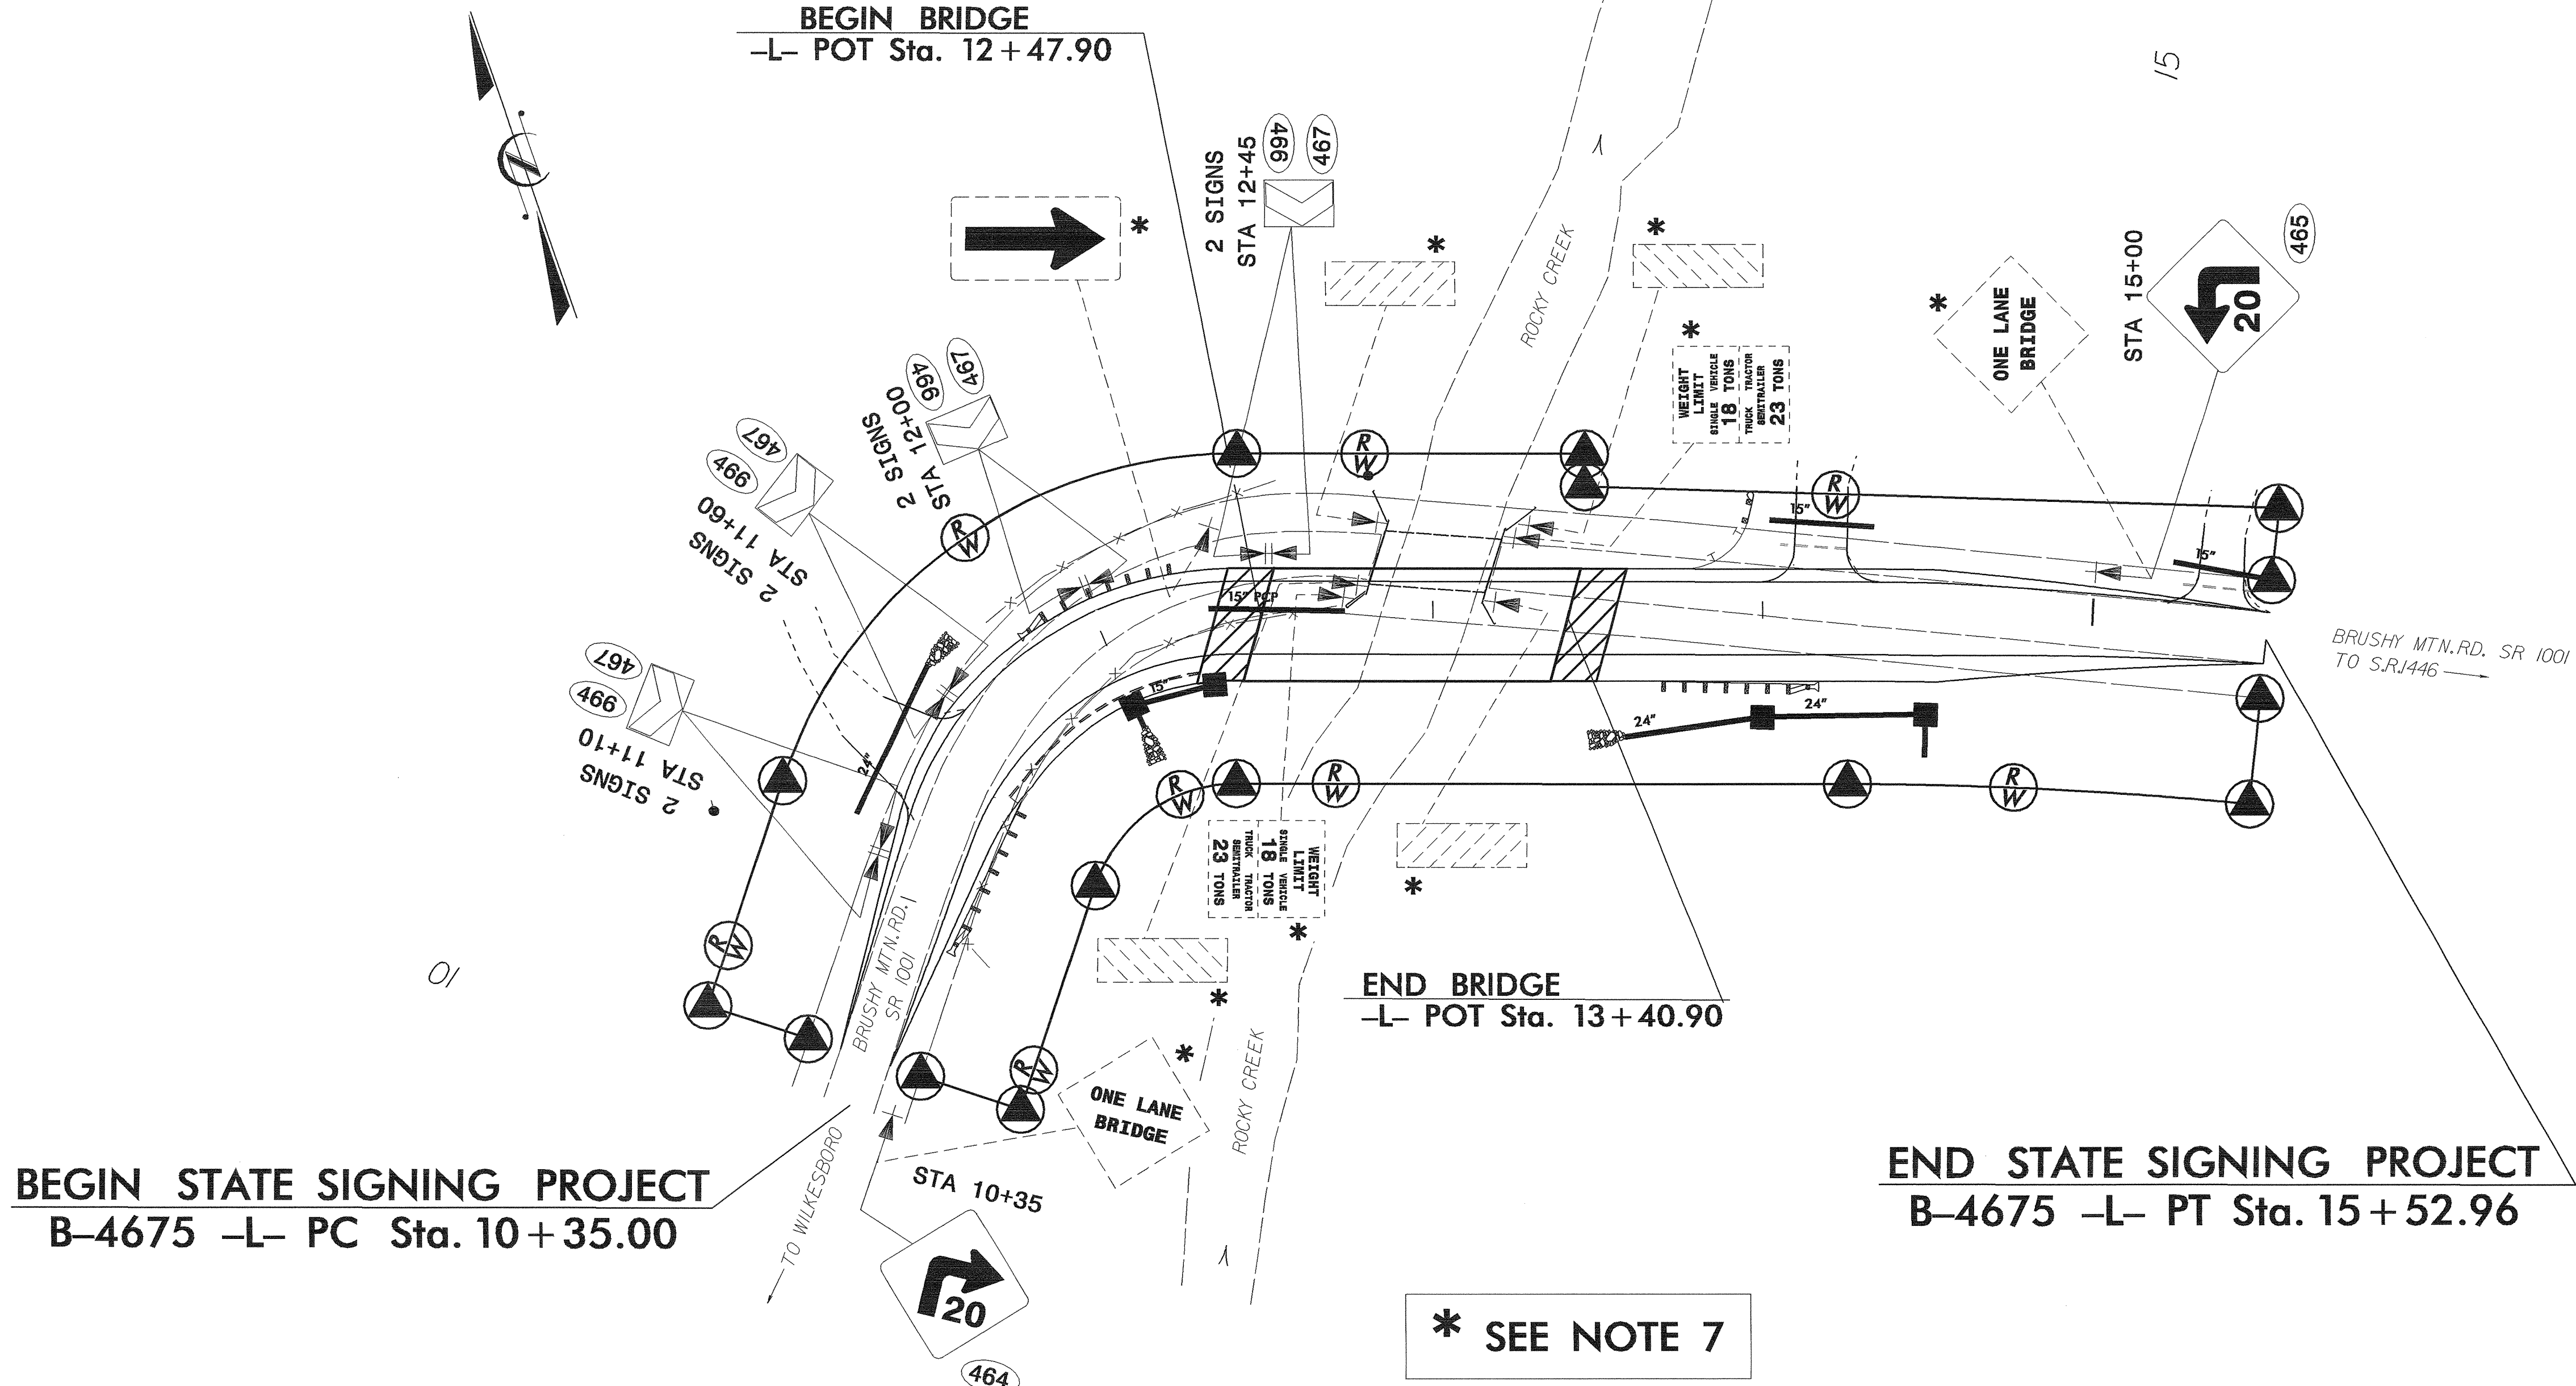 BEGIN BRIDGE
–L– POT Sta. 12+47.90
15
2 SIGNS
STA 12+45
466
467
*
*
*
ROCKY CREEK
*
WEIGHT
LIMIT
SINGLE VEHICLE
18 TONS
TRUCK TRACTOR
SEMITRAILER
23 TONS
*
ONE LANE
BRIDGE
STA 15+00
20
465
2 SIGNS
STA 12+00
466
467
2 SIGNS
STA 11+60
466
467
2 SIGNS
STA 11+10
466
467
R
W
R
W
R
W
15"
15"
15" PCP
24"
15"
24"
24"
BRUSHY MTN.RD. SR 1001
TO S.R.1446
R
W
R
W
R
W
R
W
R
W
WEIGHT
LIMIT
SINGLE VEHICLE
18 TONS
TRUCK TRACTOR
SEMITRAILER
23 TONS
*
*
*
10
BRUSHY MTN.RD.
SR 1001
END BRIDGE
–L– POT Sta. 13+40.90
*
ONE LANE
BRIDGE
ROCKY CREEK
TO WILKESBORO
STA 10+35
20
464
BEGIN STATE SIGNING PROJECT
B–4675 –L– PC Sta. 10+35.00
END STATE SIGNING PROJECT
B–4675 –L– PT Sta. 15+52.96
* SEE NOTE 7